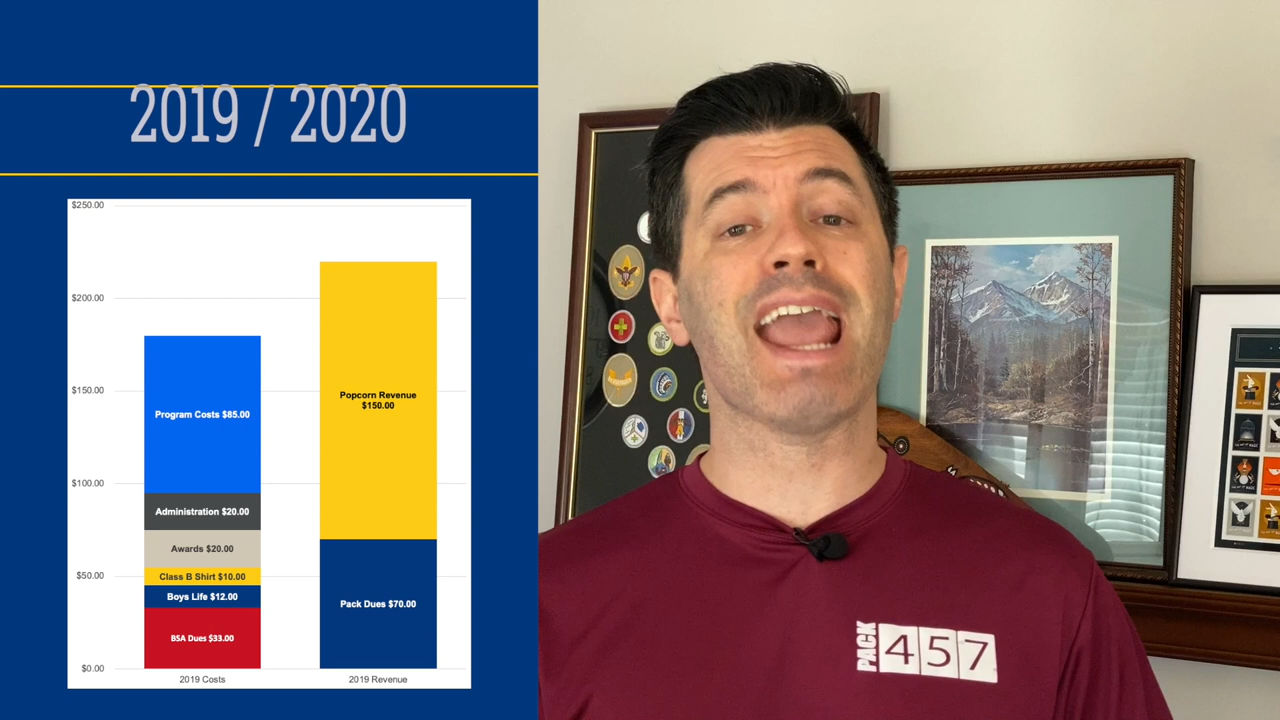 2019 / 2020
$250.00
$200.00
$150.00
$100.00
$50.00
$0.00
Program Costs $85.00
Administration $20.00
Awards $20.00
Class B Shirt $10.00
Boys Life $12.00
BSA Dues $33.00
Poporn Revenue
$150.00
Pack Dues $70.00
2019 Costs
2019 Revenue
PACK
457